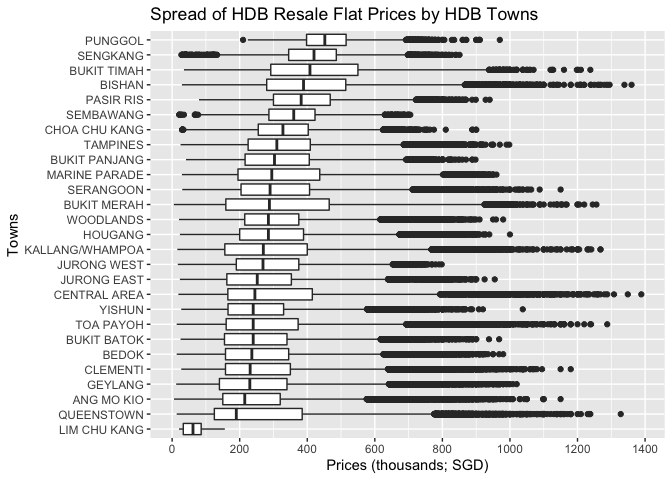 Spread of HDB Resale Flat Prices by HDB Towns
Towns
PUNGGOL
SENGKANG
BUKIT TIMAH
BISHAN
PASIR RIS
SEMBAWANG
CHOA CHU KANG
TAMPINES
BUKIT PANJANG
MARINE PARADE
SERANGOON
BUKIT MERAH
WOODLANDS
HOUGANG
KALLANG/WHAMPOA
JURONG WEST
JURONG EAST
CENTRAL AREA
YISHUN
TOA PAYOH
BUKIT BATOK
BEDOK
CLEMENTI
GEYLANG
ANG MO KIO
QUEENSTOWN
LIM CHU KANG
0 200 400 600 800 1000 1200 1400
Prices (thousands; SGD)